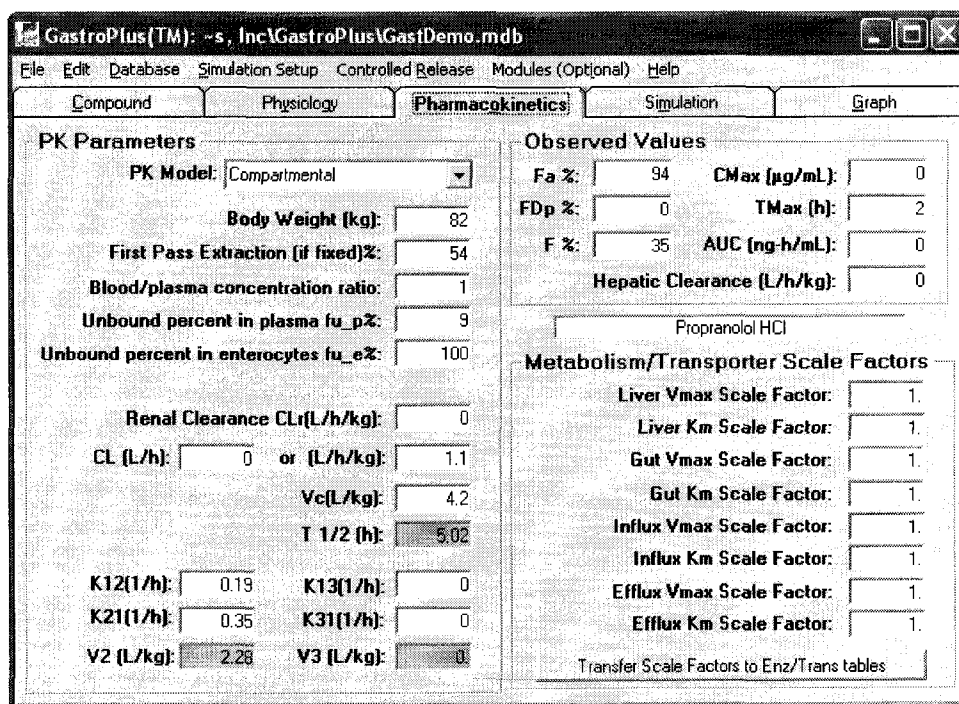 GastroPlus(TM): ~s, Inc\GastroPlus\GastDemo.mdb
File Edit Database Simulation Setup Controlled Release Modules (Optional) Help
Compound Physiology Pharmacokinetics Simulation Graph
PK Parameters
PK Model: Compartmental
Body Weight (kg): 82
First Pass Extraction (if fixed)%: 54
Blood/plasma concentration ratio: 1
Unbound percent in plasma fu_p%: 9
Unbound percent in enterocytes fu_e%: 100
Renal Clearance CLr(L/h/kg): 0
CL (L/h): 0 or (L/h/kg): 1.1
Vc(L/kg): 4.2
T 1/2 (h): 5.02
K12(1/h): 0.19 K13(1/h): 0
K21(1/h): 0.35 K31(1/h): 0
V2 (L/kg): 2.28 V3 (L/kg): 0.
Observed Values
Fa %: 94 CMax (µg/mL): 0
FDp %: 0 TMax (h): 2
F %: 35 AUC (ng-h/mL): 0
Hepatic Clearance (L/h/kg): 0
Propranolol HCl
Metabolism/Transporter Scale Factors
Liver Vmax Scale Factor: 1.
Liver Km Scale Factor: 1.
Gut Vmax Scale Factor: 1.
Gut Km Scale Factor: 1.
Influx Vmax Scale Factor: 1.
Influx Km Scale Factor: 1.
Efflux Vmax Scale Factor: 1.
Efflux Km Scale Factor: 1.
Transfer Scale Factors to Enz/Trans tables